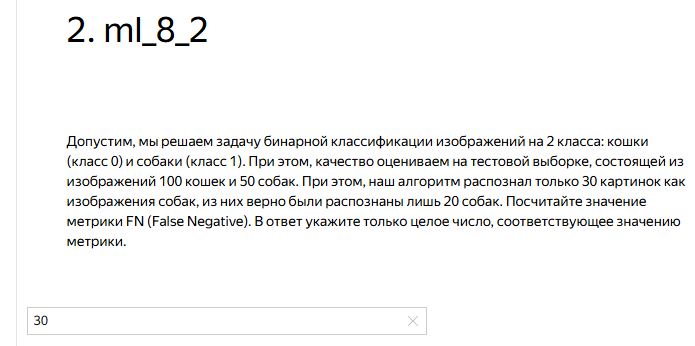 2. ml_8_2
Допустим, мы решаем задачу бинарной классификации изображений на 2 класса: кошки
(класс 0) и собаки (класс 1). При этом, качество оцениваем на тестовой выборке, состоящей из
изображений 100 кошек и 50 собак. При этом, наш алгоритм распознал только 30 картинок как
изображения собак, из них верно были распознаны лишь 20 собак. Посчитайте значение
метрики FN (False Negative). В ответ укажите только целое число, соответствующее значению
метрики.
30